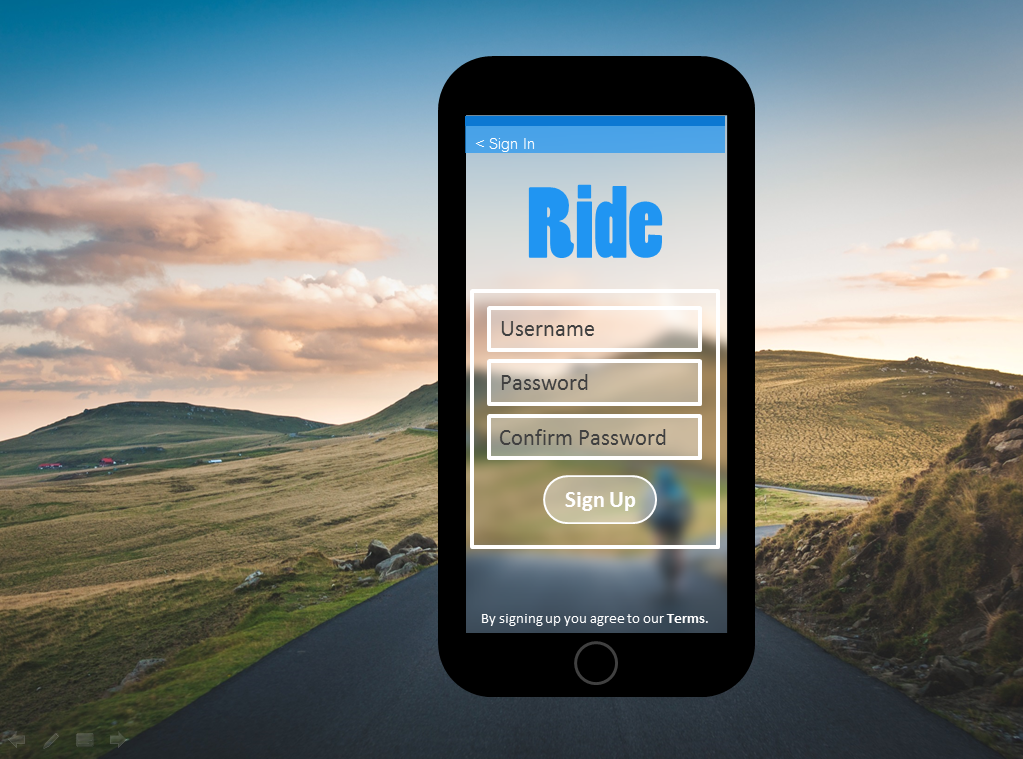 < Sign In
Ride
Username
Password
Confirm Password
Sign Up
By signing up you agree to our Terms.